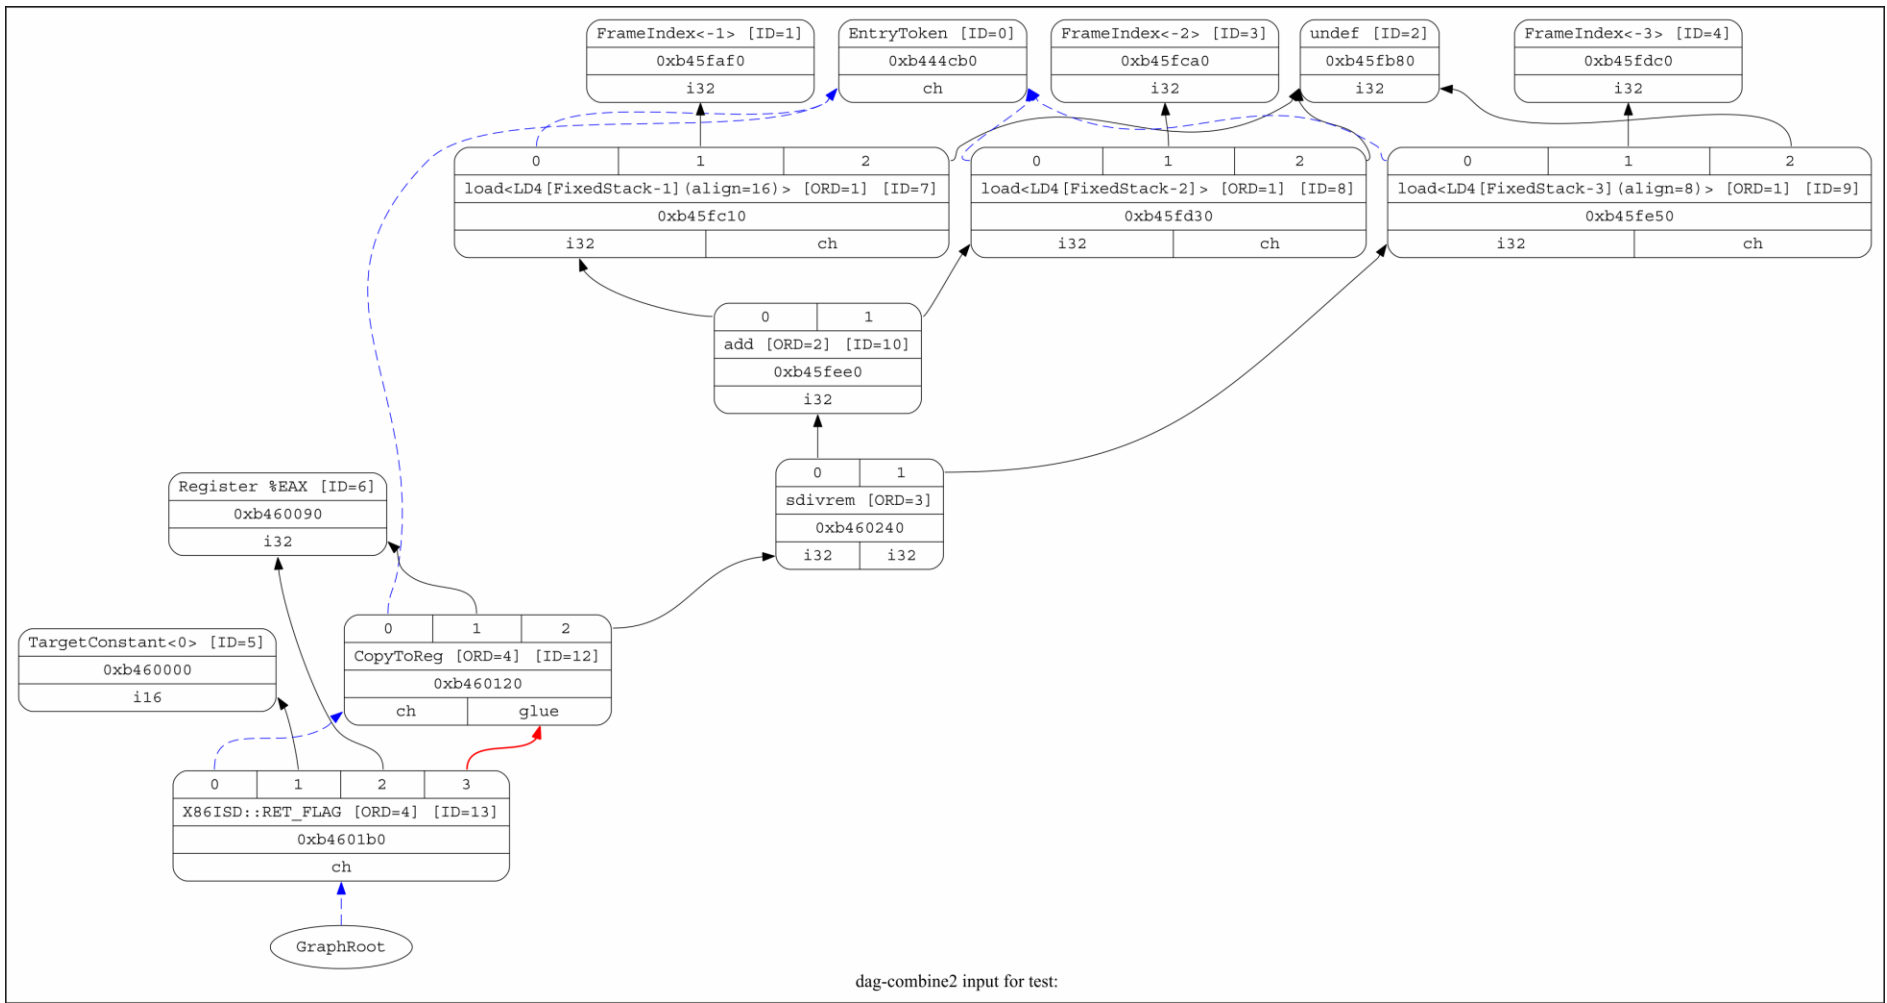 FrameIndex<-1> [ID=1]
0xb45faf0
i32
EntryToken [ID=0]
0xb444cb0
ch
FrameIndex<-2> [ID=3]
0xb45fca0
i32
undef [ID=2]
0xb45fb80
i32
FrameIndex<-3> [ID=4]
0xb45fdc0
i32
0 1 2
load<LD4[FixedStack-1](align=16)> [ORD=1] [ID=7]
0xb45fc10
i32 ch
0 1 2
load<LD4[FixedStack-2]> [ORD=1] [ID=8]
0xb45fd30
i32 ch
0 1 2
load<LD4[FixedStack-3](align=8)> [ORD=1] [ID=9]
0xb45fe50
i32 ch
0 1
add [ORD=2] [ID=10]
0xb45fee0
i32
0 1
sdivrem [ORD=3]
0xb460240
i32 i32
Register %EAX [ID=6]
0xb460090
i32
TargetConstant<0> [ID=5]
0xb460000
i16
0 1 2
CopyToReg [ORD=4] [ID=12]
0xb460120
ch glue
0 1 2 3
X86ISD::RET_FLAG [ORD=4] [ID=13]
0xb4601b0
ch
GraphRoot
dag-combine2 input for test: